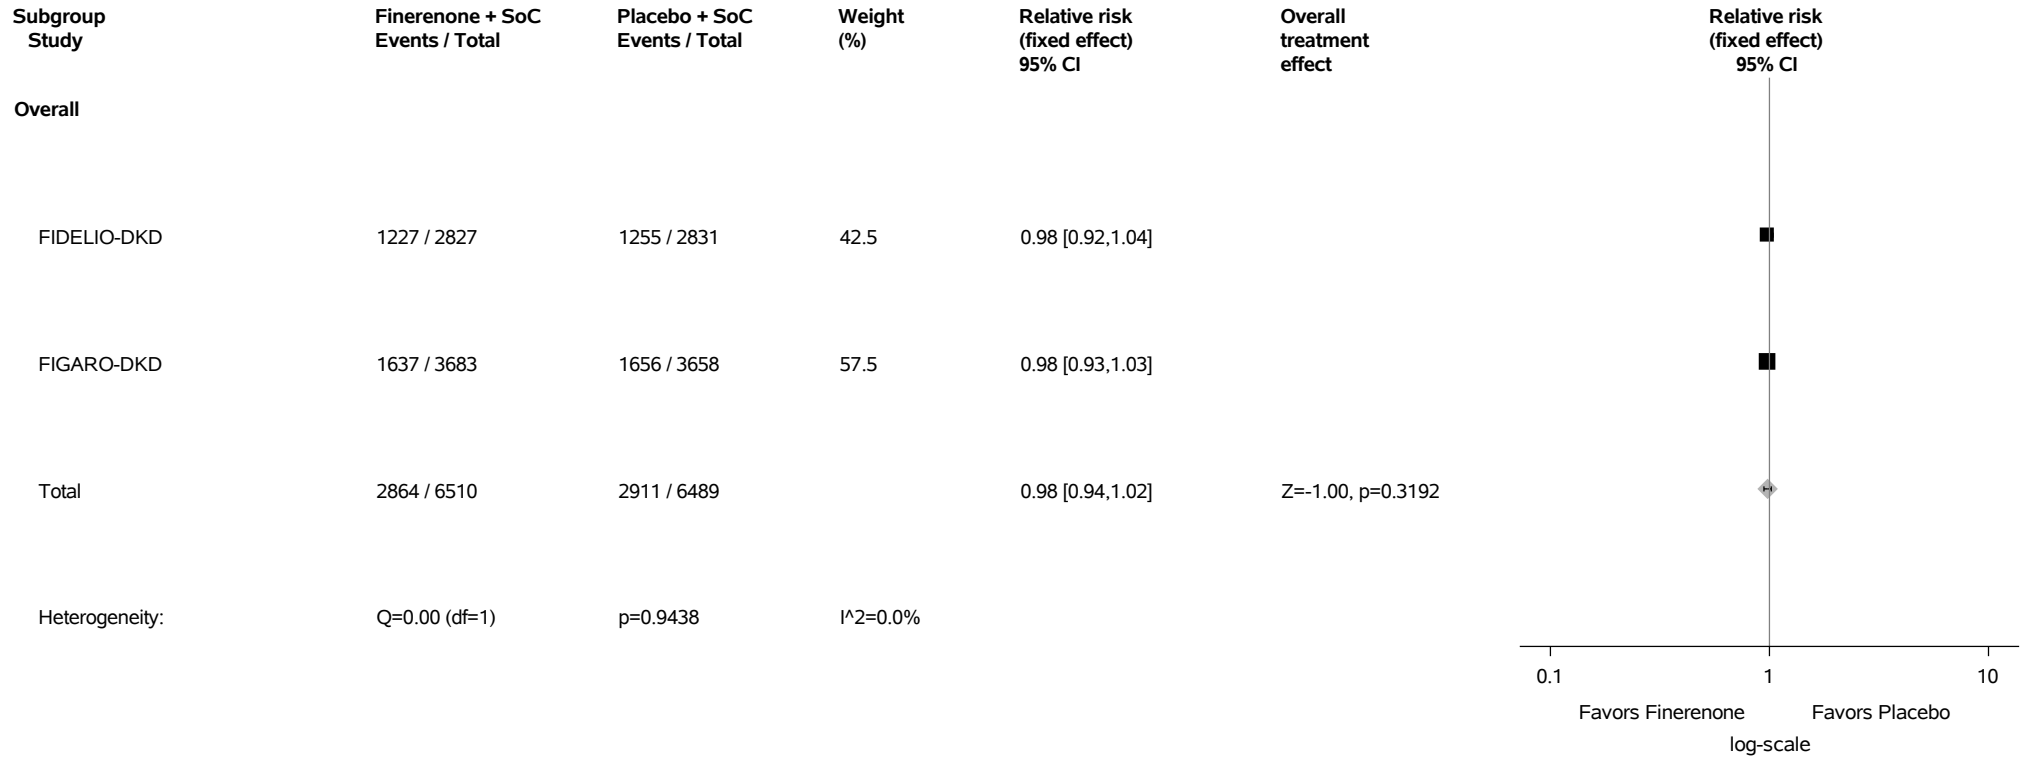 Subgroup Finerenone + SoC Placebo + SoC Weight Relative risk Overall Relative risk
Study Events / Total Events / Total (%) (fixed effect) treatment (fixed effect)
95% CI effect 95% CI
Overall
FIDELIO-DKD 1227 / 2827 1255 / 2831 42.5 0.98 [0.92,1.04]
FIGARO-DKD 1637 / 3683 1656 / 3658 57.5 0.98 [0.93,1.03]
Total 2864 / 6510 2911 / 6489 0.98 [0.94,1.02] Z=-1.00, p=0.3192
Heterogeneity: Q=0.00 (df=1) p=0.9438 I^2=0.0%
0.1 1 10
Favors Finerenone Favors Placebo
log-scale